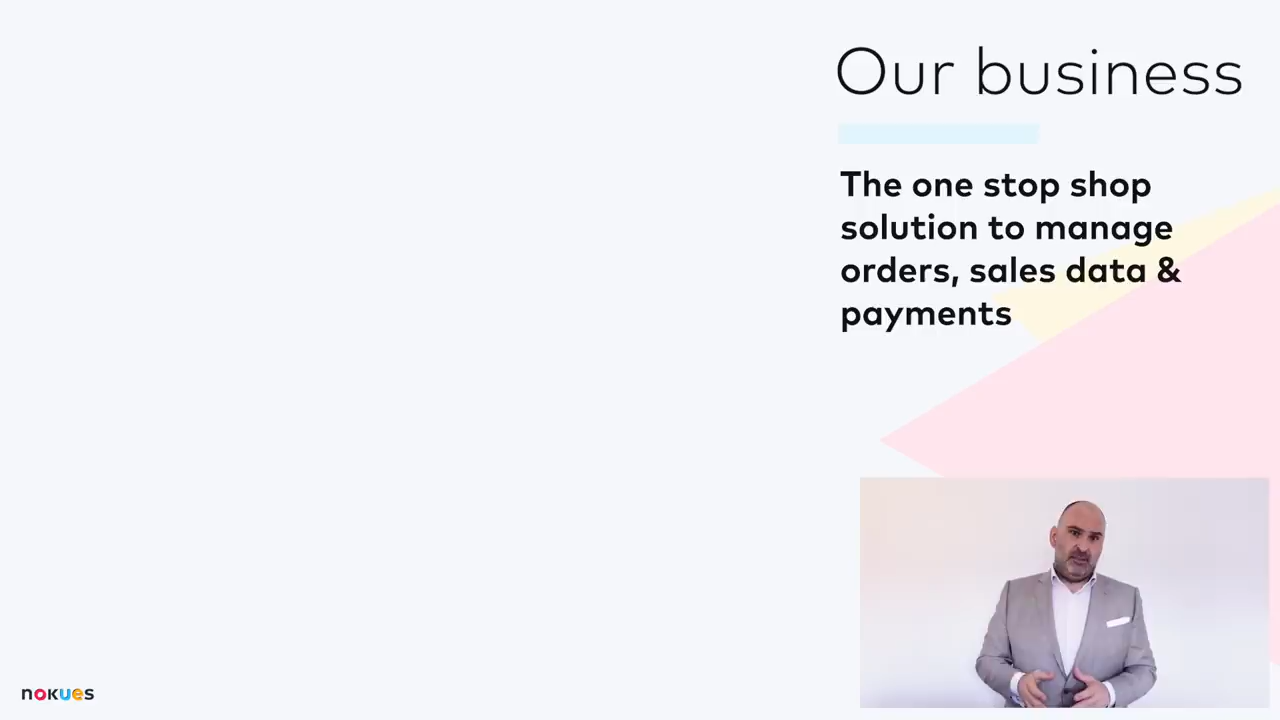 Our business
The one stop shop
solution to manage
orders, sales data &
payments
nokues